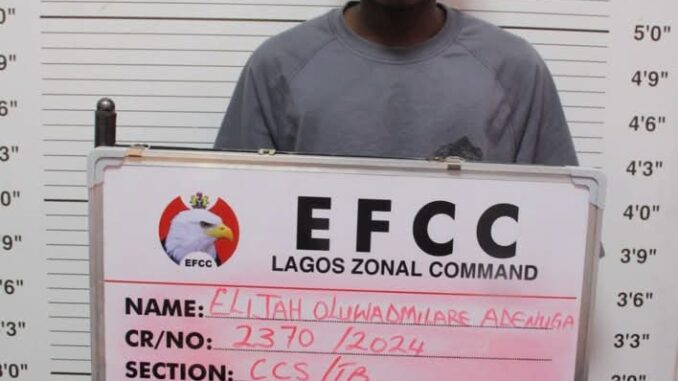 5'0"
4'9"
4'6"
4'3"
4'0"
3'9"
3'6"
3'3"
EFCC
EFCC
LAGOS ZONAL COMMAND
NAME: ELIJAH OLUWADMILARE ADENUGA
CR/NO: 2370 /2024
SECTION: CCS/IB